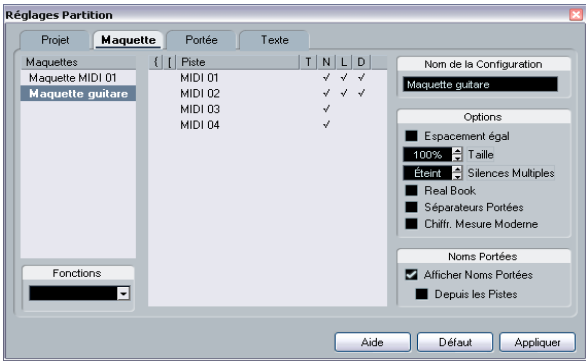 Réglages Partition
Projet Maquette Portée Texte
Maquettes
Maquette MIDI 01
Maquette guitare
{ [ Piste T N L D
MIDI 01 √ √ √
MIDI 02 √ √ √
MIDI 03 √
MIDI 04 √
Fonctions
Nom de la Configuration
Maquette guitare
Options
Espacement égal
100% Taille
Éteint Silences Multiples
Real Book
Séparateurs Portées
Chiffr. Mesure Moderne
Noms Portées
Afficher Noms Portées
Depuis les Pistes
Aide Défaut Appliquer